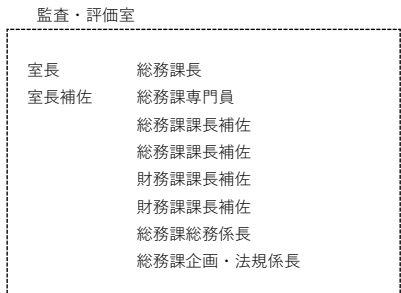 監査・評価室
室長 総務課長
室長補佐 総務課専門員
総務課課長補佐
総務課課長補佐
財務課課長補佐
財務課課長補佐
総務課総務係長
総務課企画・法規係長